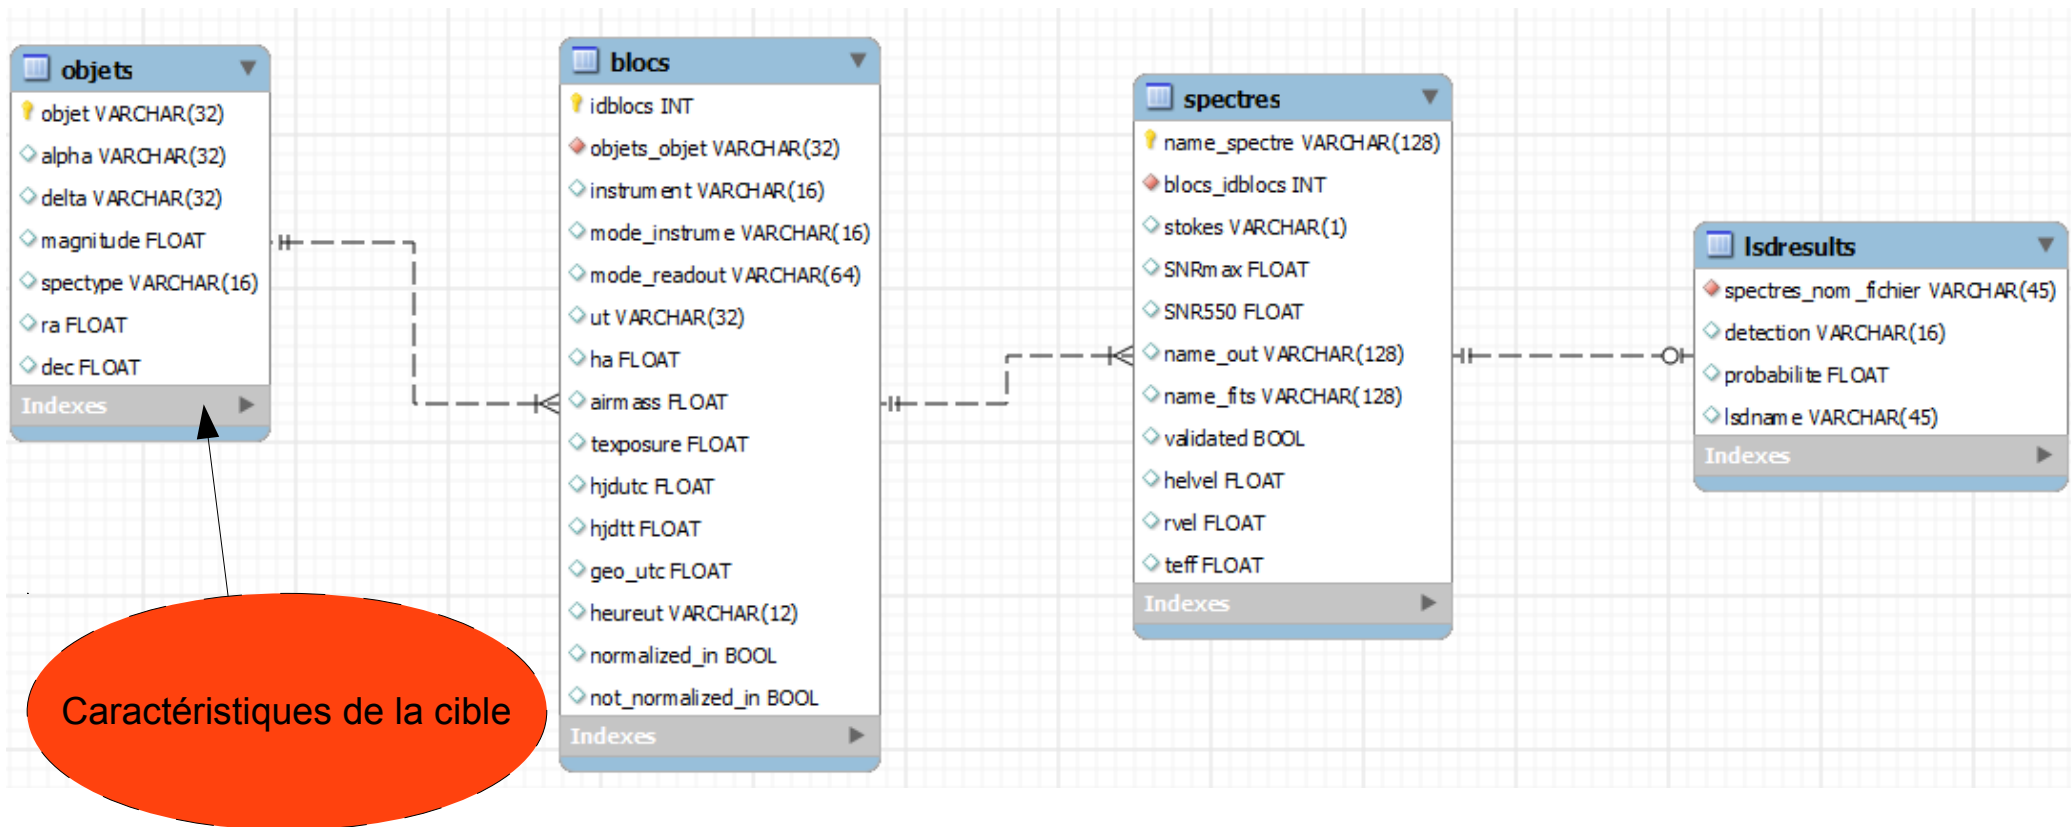 objets
objet VARCHAR(32)
alpha VARCHAR(32)
delta VARCHAR(32)
magnitude FLOAT
spectype VARCHAR(16)
ra FLOAT
dec FLOAT
Indexes
blocs
idblocs INT
objets_objet VARCHAR(32)
instrument VARCHAR(16)
mode_instrume VARCHAR(16)
mode_readout VARCHAR(64)
ut VARCHAR(32)
ha FLOAT
airmass FLOAT
texposure FLOAT
hjdutc FLOAT
hjdtt FLOAT
geo_utc FLOAT
heureut VARCHAR(12)
normalized_in BOOL
not_normalized_in BOOL
Indexes
spectres
name_spectre VARCHAR(128)
blocs_idblocs INT
stokes VARCHAR(1)
SNRmax FLOAT
SNR550 FLOAT
name_out VARCHAR(128)
name_fits VARCHAR(128)
validated BOOL
helvel FLOAT
rvel FLOAT
teff FLOAT
Indexes
lsdresults
spectres_nom_fichier VARCHAR(45)
detection VARCHAR(16)
probabilite FLOAT
lsdname VARCHAR(45)
Indexes
Caractéristiques de la cible